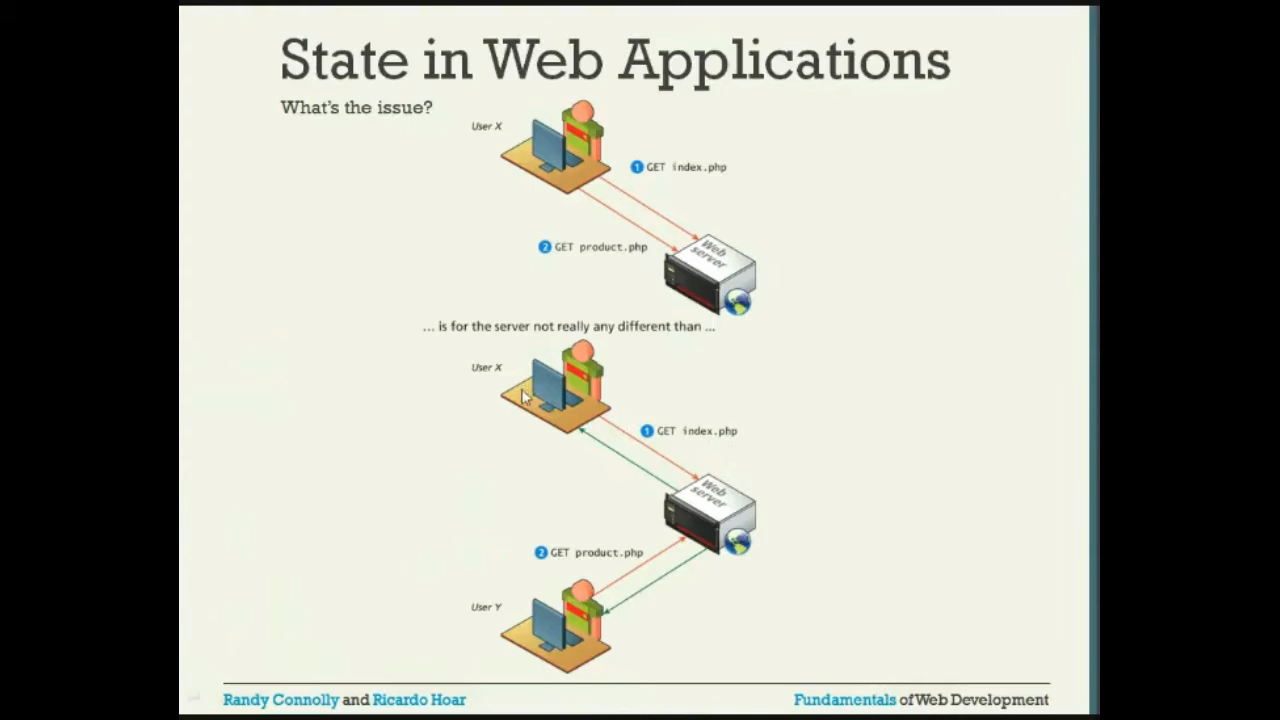 State in Web Applications
What's the issue?
User X
1 GET index.php
2 GET product.php
Web
server
... is for the server not really any different than ...
User X
1 GET index.php
Web
server
2 GET product.php
User Y
Randy Connolly and Ricardo Hoar
Fundamentals of Web Development